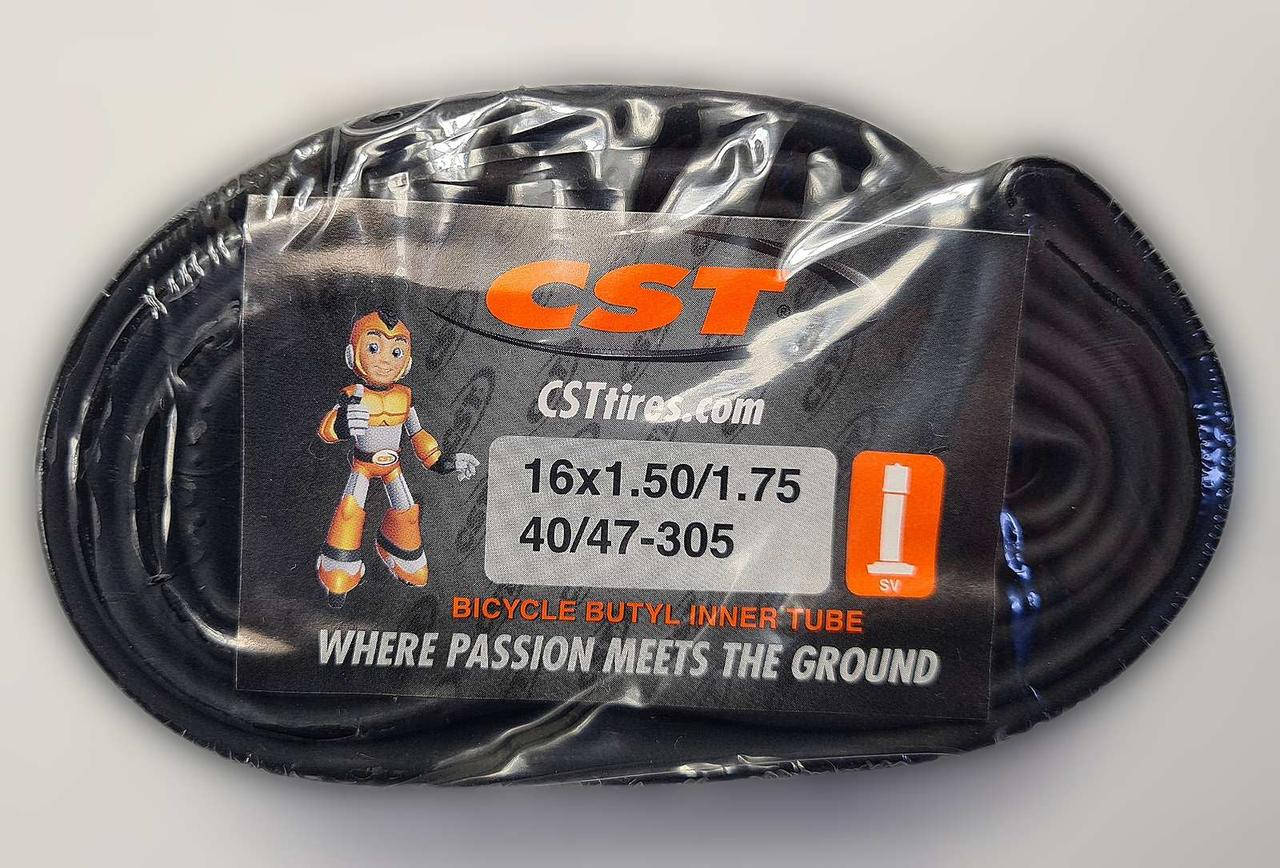 CST®
CSTtires.com
16x1.50/1.75
40/47-305
SV
BICYCLE BUTYL INNER TUBE
WHERE PASSION MEETS THE GROUND